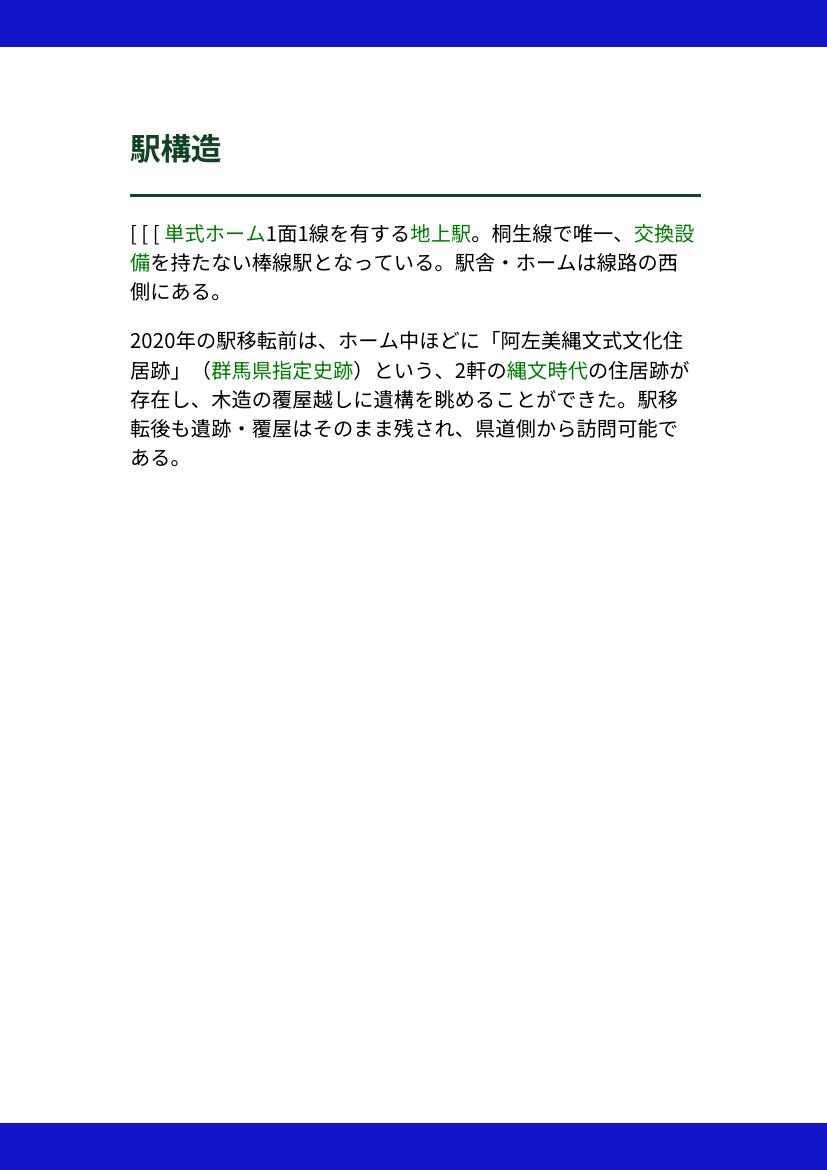 駅構造
[ [ [ 単式ホーム1面1線を有する地上駅。桐生線で唯一、交換設
備を持たない棒線駅となっている。駅舎・ホームは線路の西
側にある。
2020年の駅移転前は、ホーム中ほどに「阿左美縄文式文化住
居跡」（群馬県指定史跡）という、2軒の縄文時代の住居跡が
存在し、木造の覆屋越しに遺構を眺めることができた。駅移
転後も遺跡・覆屋はそのまま残され、県道側から訪問可能で
ある。